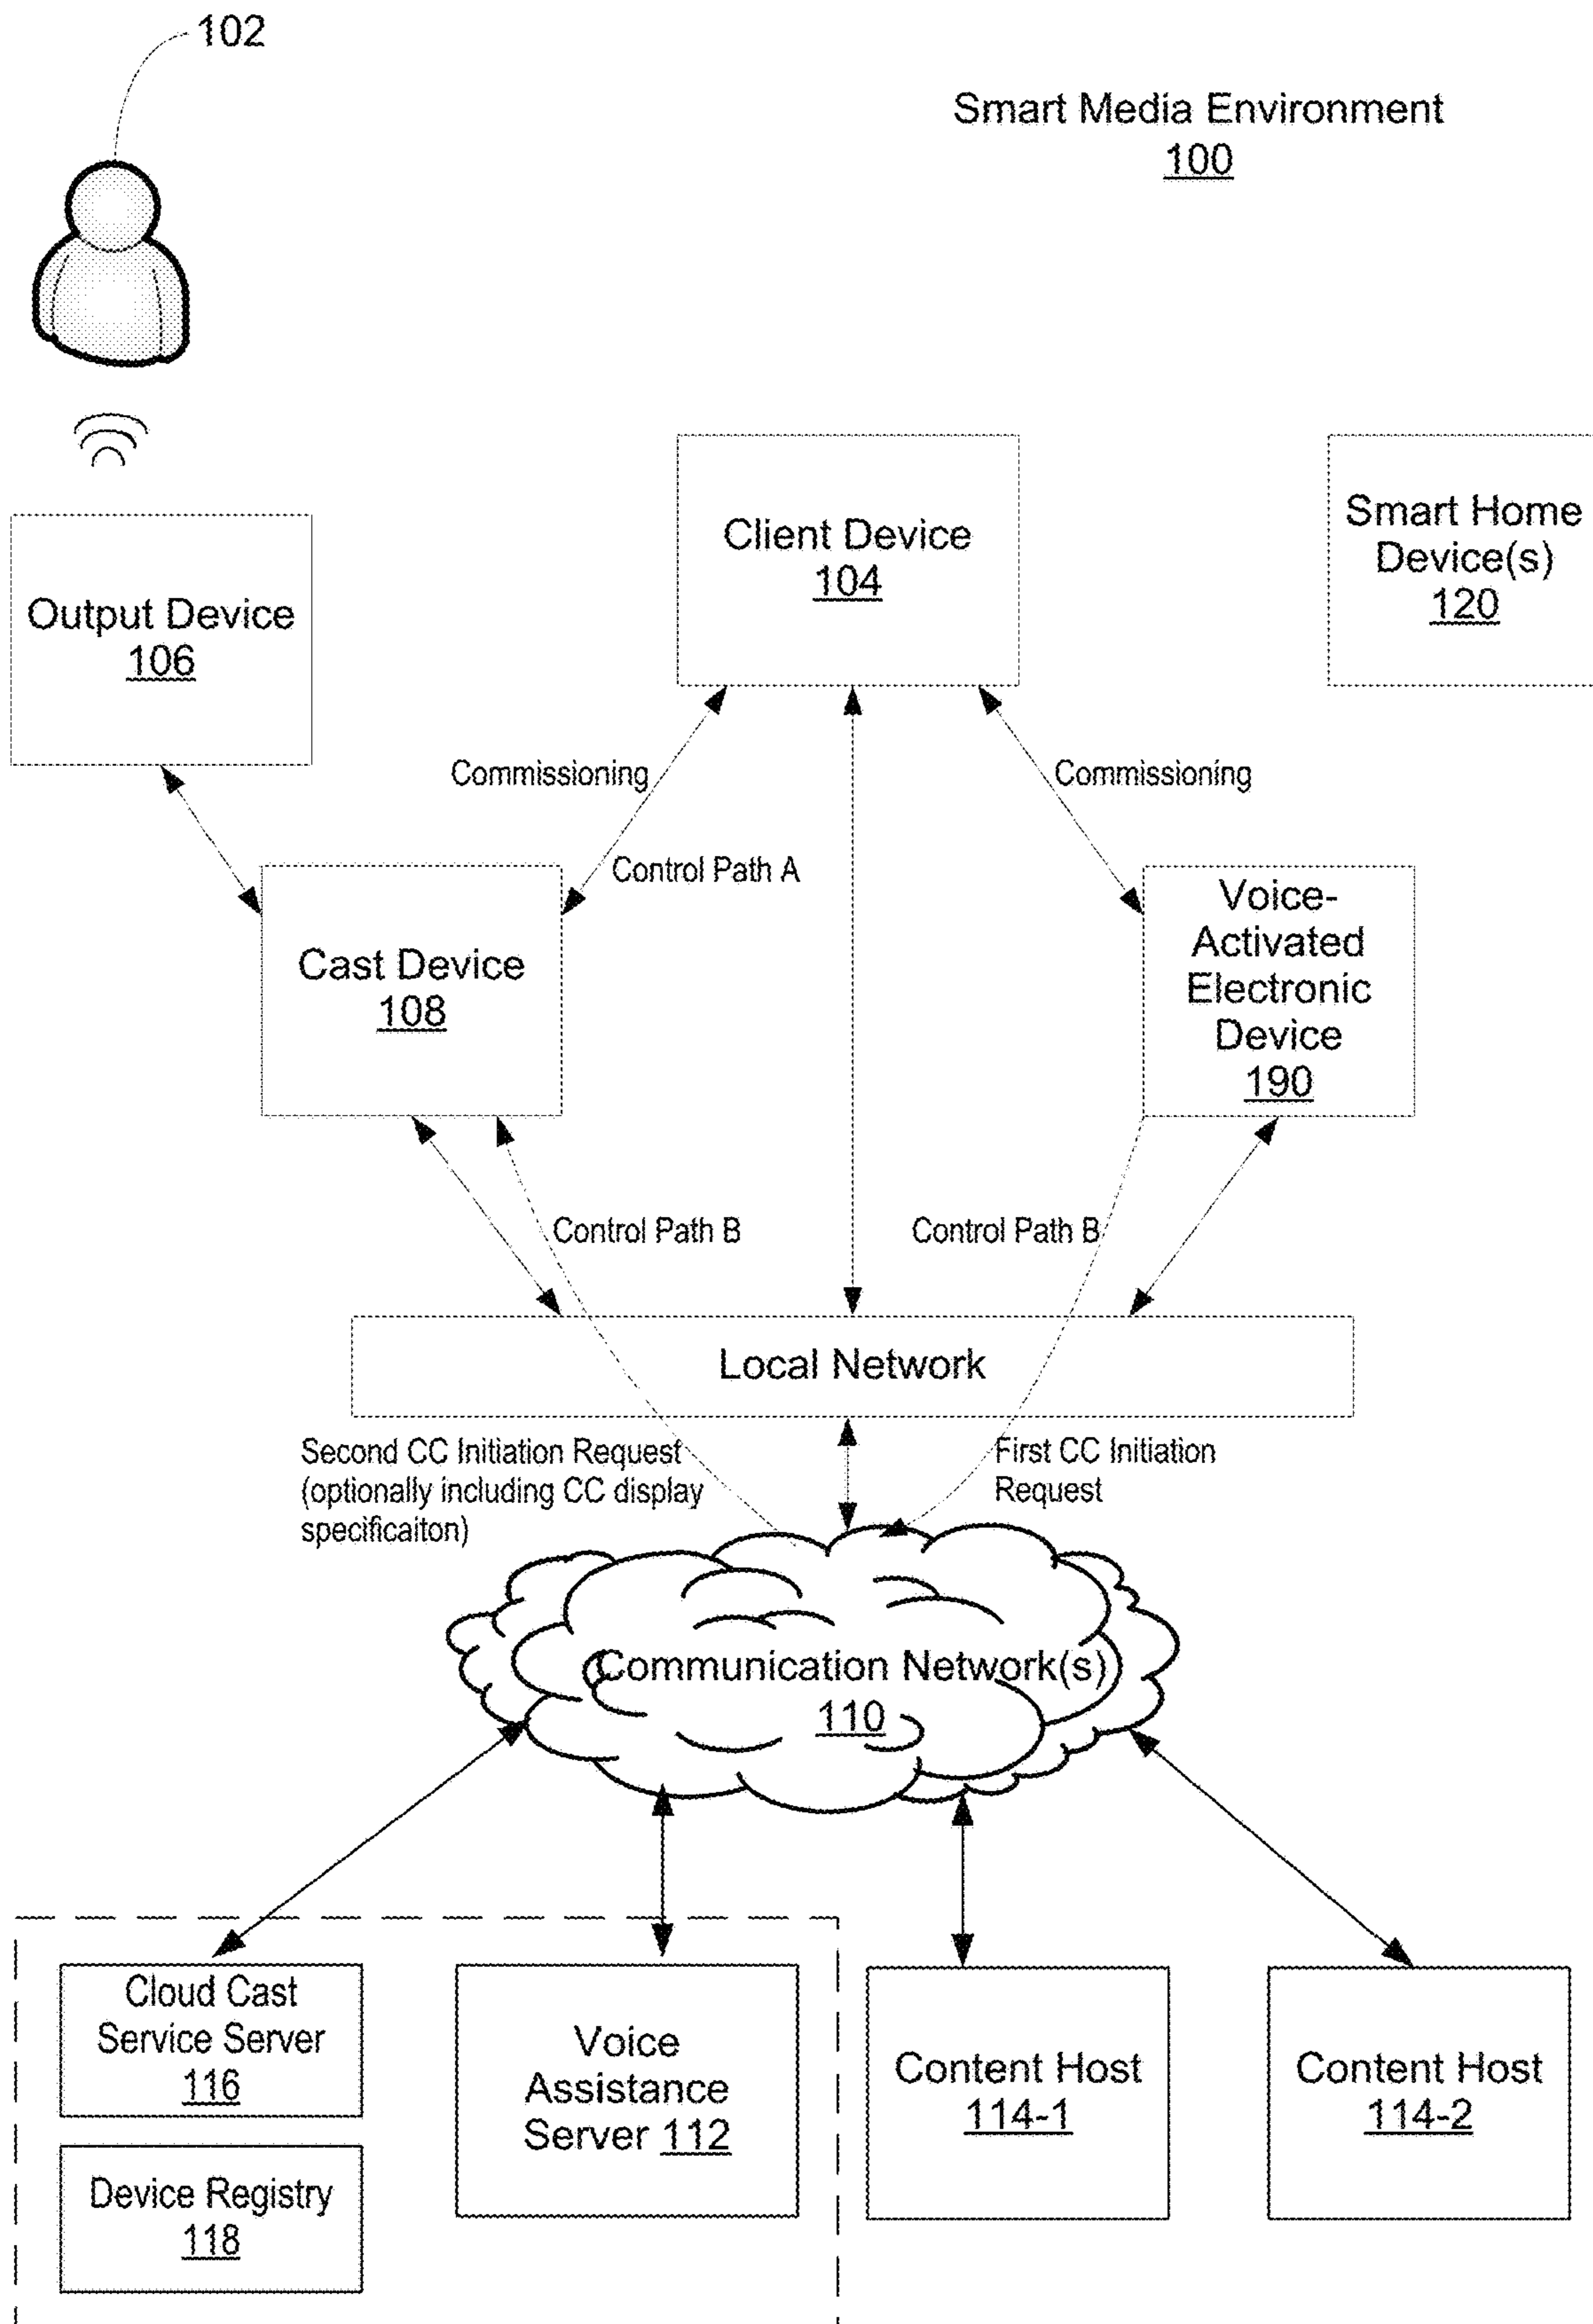 102
Smart Media Environment
100
Client Device
104
Smart Home
Device(s)
120
Output Device
106
Commissioning
Commissioning
Control Path A
Cast Device
108
Voice-
Activated
Electronic
Device
190
Control Path B
Control Path B
Local Network
Second CC Initiation Request
(optionally including CC display
specificaiton)
First CC Initiation
Request
Communication Network(s)
110
Cloud Cast
Service Server
116
Voice
Assistance
Server 112
Content Host
114-1
Content Host
114-2
Device Registry
118